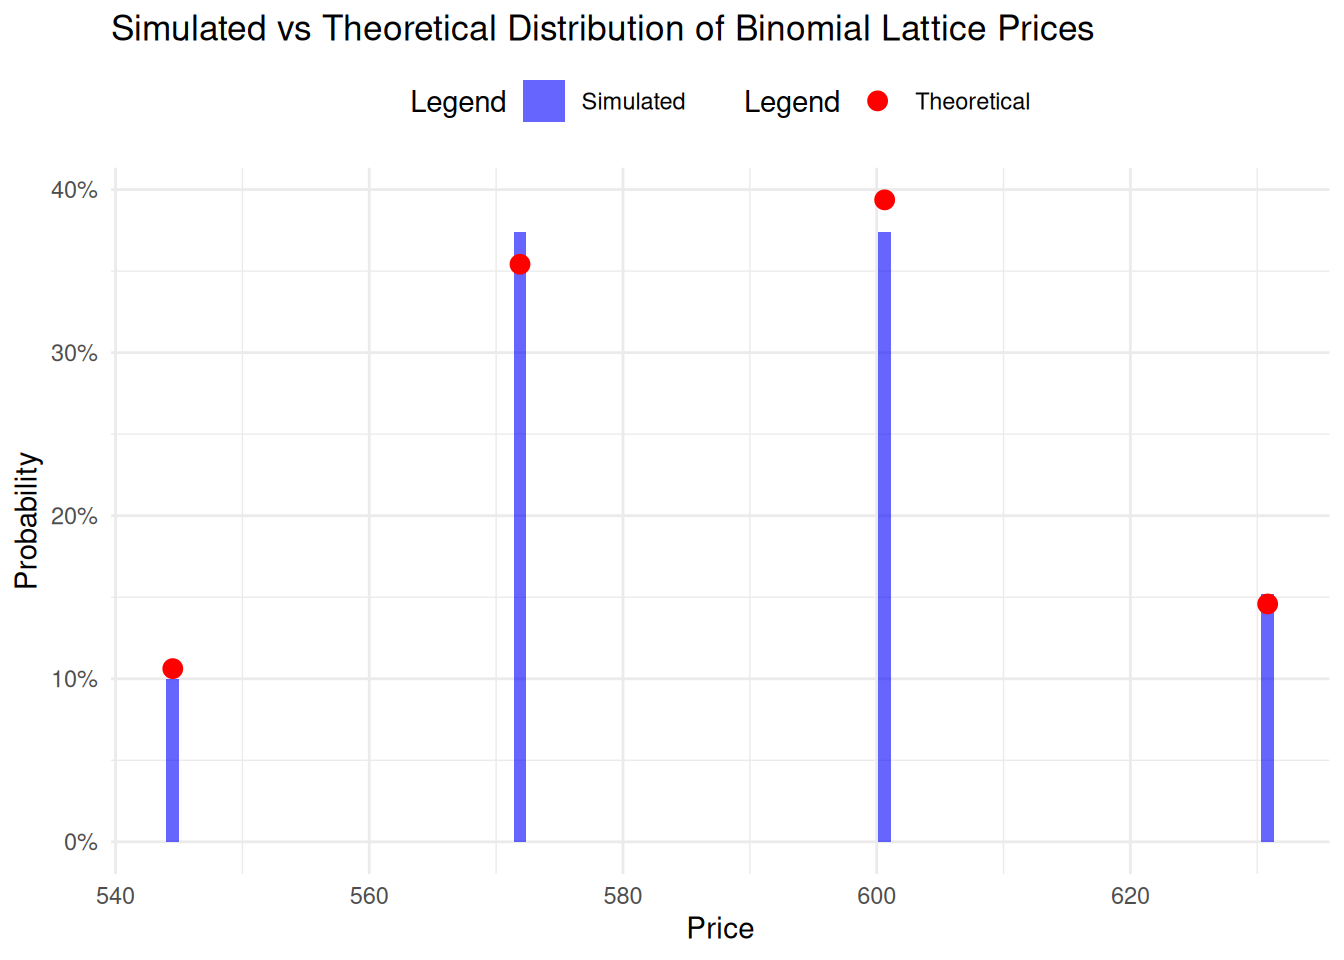 Simulated vs Theoretical Distribution of Binomial Lattice Prices
Legend Simulated Legend Theoretical
40%
30%
20%
10%
0%
Probability
540 560 580 600 620
Price